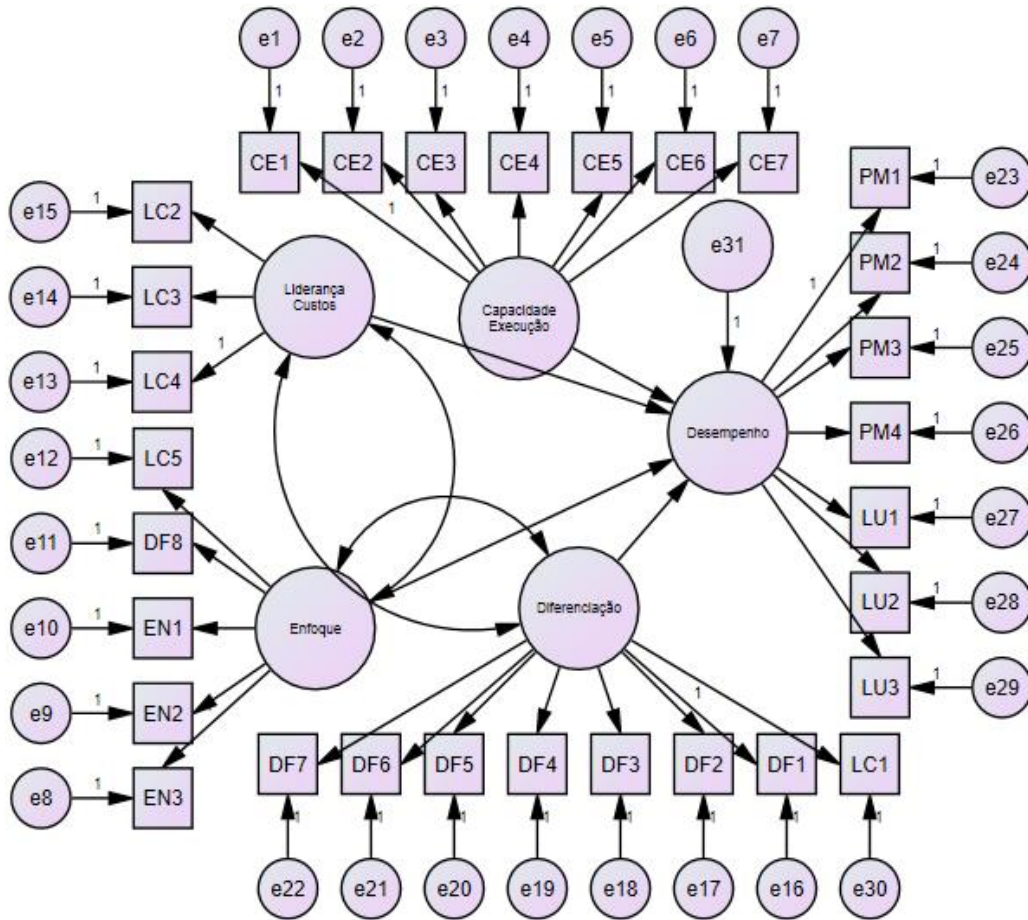 e1
e2
e3
e4
e5
e6
e7
1
1
1
1
1
1
1
CE1
CE2
CE3
CE4
CE5
CE6
CE7
1
e15
1
LC2
e14
1
LC3
e13
1
LC4
1
e12
1
LC5
e11
1
DF8
e10
1
EN1
e9
1
EN2
e8
1
EN3
Liderança
Custos
Capacidade
Execução
e31
1
Desempenho
Enfoque
Diferenciação
1
PM1
1
e23
PM2
1
e24
PM3
1
e25
PM4
1
e26
LU1
1
e27
LU2
1
e28
LU3
1
e29
1
DF7
DF6
DF5
DF4
DF3
DF2
DF1
LC1
1
1
1
1
1
1
1
1
e22
e21
e20
e19
e18
e17
e16
e30